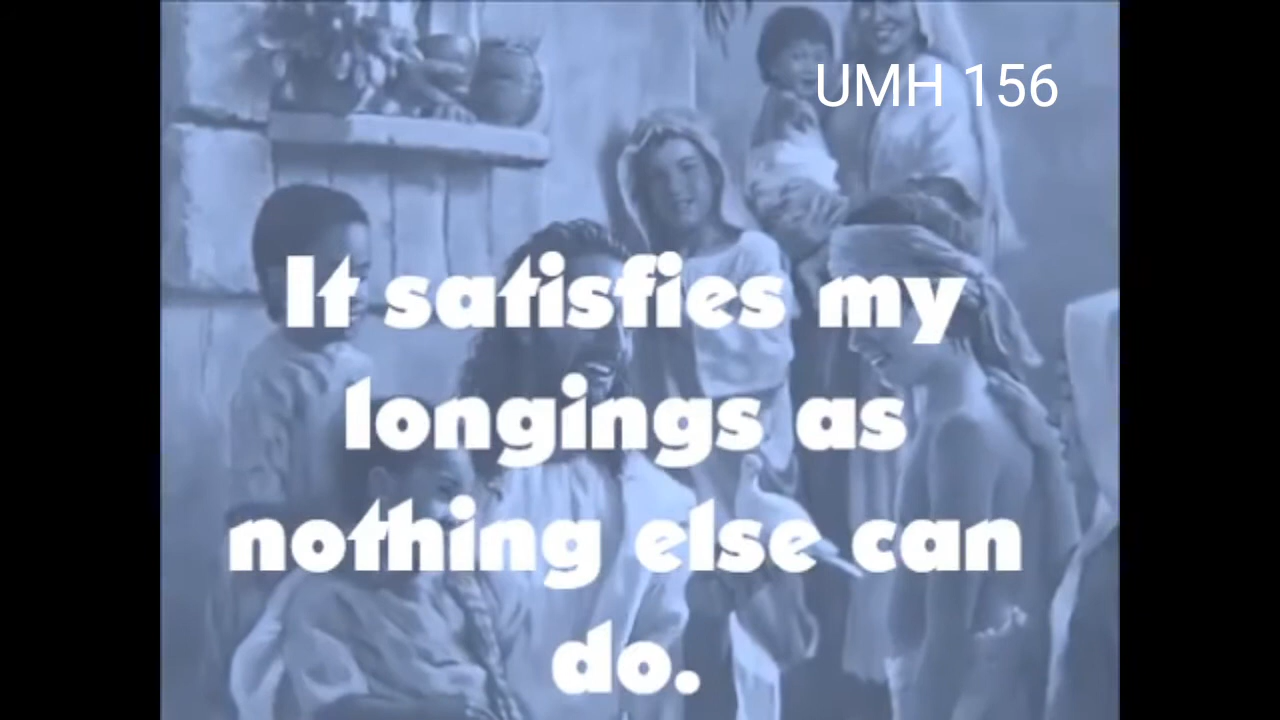 UMH 156
It satisfies my
longings as
nothing else can
do.